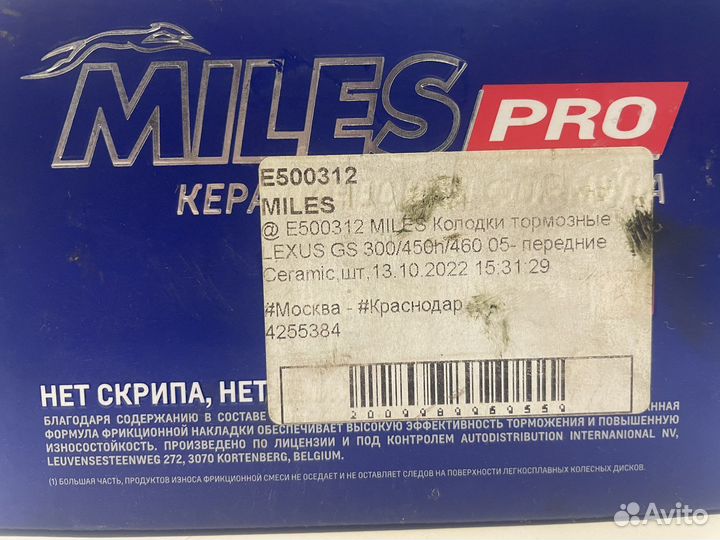 MILES PRO
КЕРА
E500312
MILES
@ E500312 MILES Колодки тормозные
LEXUS GS 300/450h/460 05- передние
Ceramic,шт,13.10.2022 15:31:29
#Москва - #Краснодар
4255384
НЕТ СКРИПА, НЕТ
БЛАГОДАРЯ СОДЕРЖАНИЮ В СОСТАВЕ
ФОРМУЛА ФРИКЦИОННОЙ НАКЛАДКИ ОБЕСПЕЧИВАЕТ ВЫСОКУЮ ЭФФЕКТИВНОСТЬ ТОРМОЖЕНИЯ И ПОВЫШЕННУЮ
ИЗНОСОСТОЙКОСТЬ. ПРОИЗВЕДЕНО ПО ЛИЦЕНЗИИ И ПОД КОНТРОЛЕМ AUTODISTRIBUTION INTERNANIONAL NV,
LEUVENSESTEENWEG 272, 3070 KORTENBERG, BELGIUM.
(1) БОЛЬШАЯ ЧАСТЬ, ПРОДУКТОВ ИЗНОСА ФРИКЦИОННОЙ СМЕСИ НЕ ОСЕДАЕТ И НЕ ОСТАВЛЯЕТ СЛЕДОВ НА ПОВЕРХНОСТИ ЛЕГКОСПЛАВНЫХ КОЛЕСНЫХ ДИСКОВ.
Avito